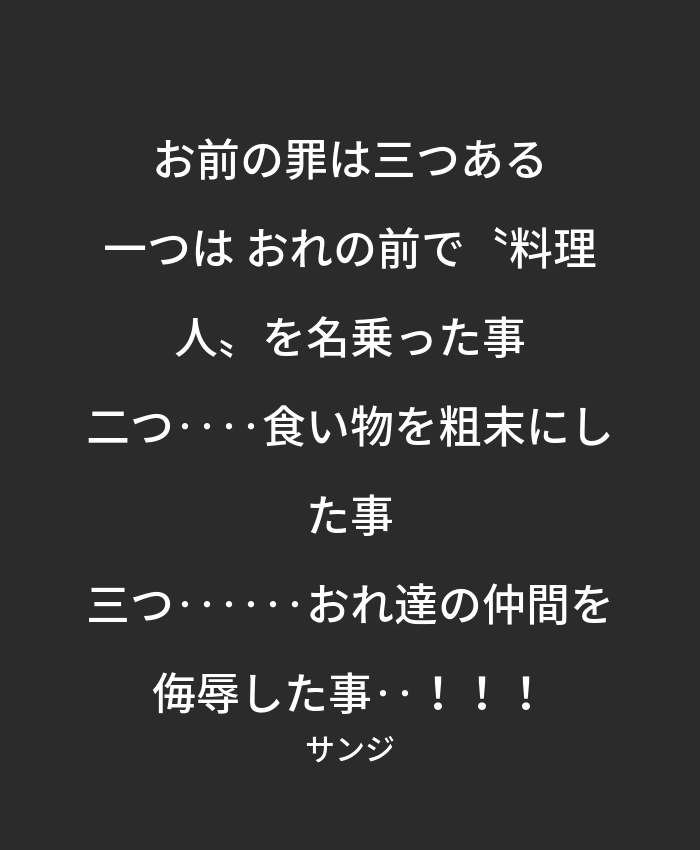 お前の罪は三つある
一つは おれの前で〝料理
人〟を名乗った事
二つ‥‥食い物を粗末にし
た事
三つ‥‥‥おれ達の仲間を
侮辱した事‥！！！
サンジ